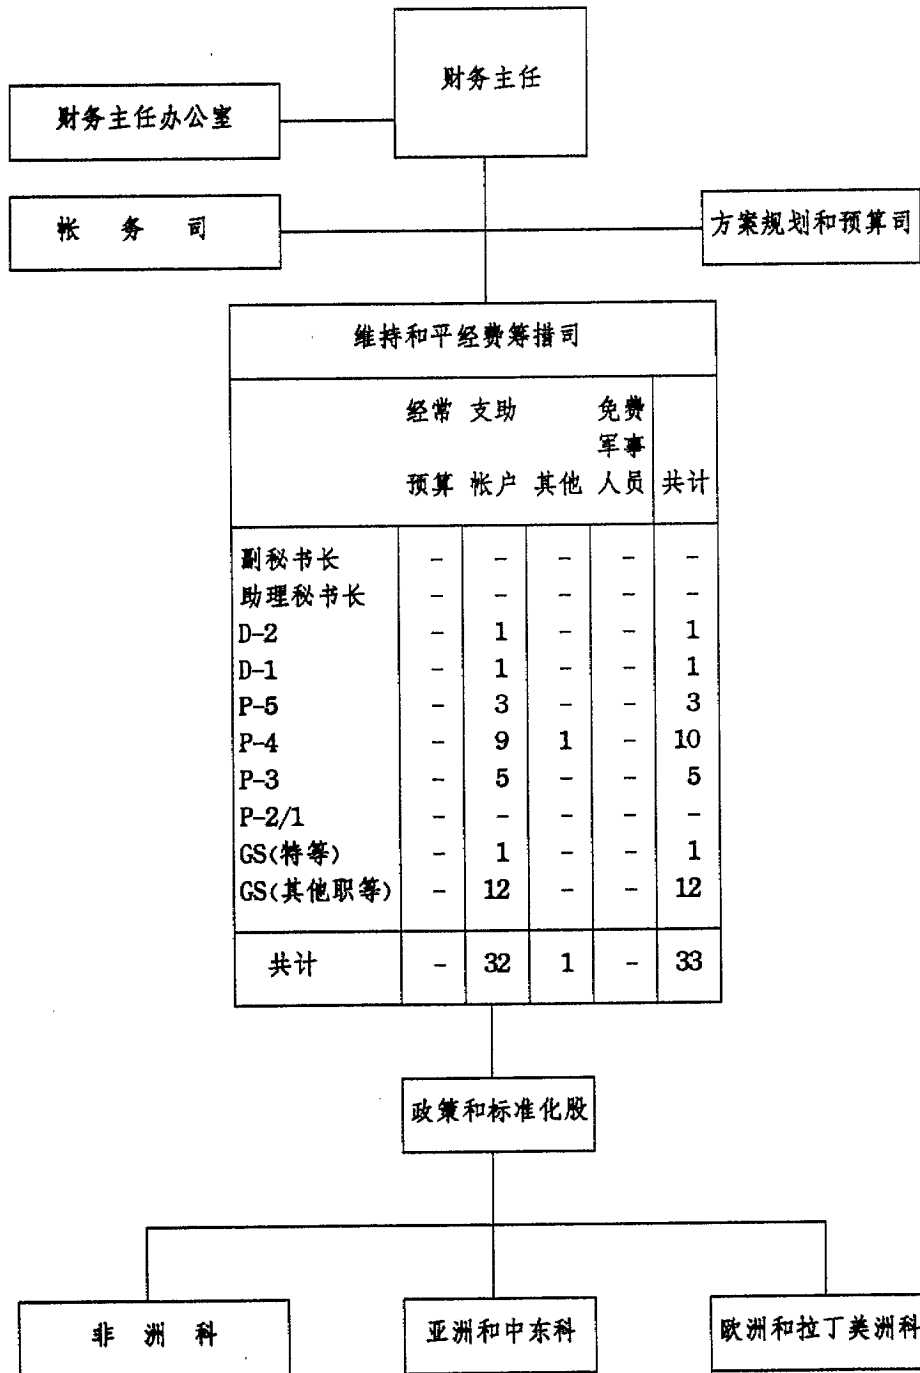 财务主任
财务主任办公室
帐 务 司
方案规划和预算司
维持和平经费筹措司
经常 支助 免费
军事
预算 帐户 其他 人员 共计
副秘书长 - - - - -
助理秘书长 - - - - -
D-2 - 1 - - 1
D-1 - 1 - - 1
P-5 - 3 - - 3
P-4 - 9 1 - 10
P-3 - 5 - - 5
P-2/1 - - - - -
GS(特等) - 1 - - 1
GS(其他职等) - 12 - - 12
共计 - 32 1 - 33
政策和标准化股
非 洲 科
亚洲和中东科
欧洲和拉丁美洲科